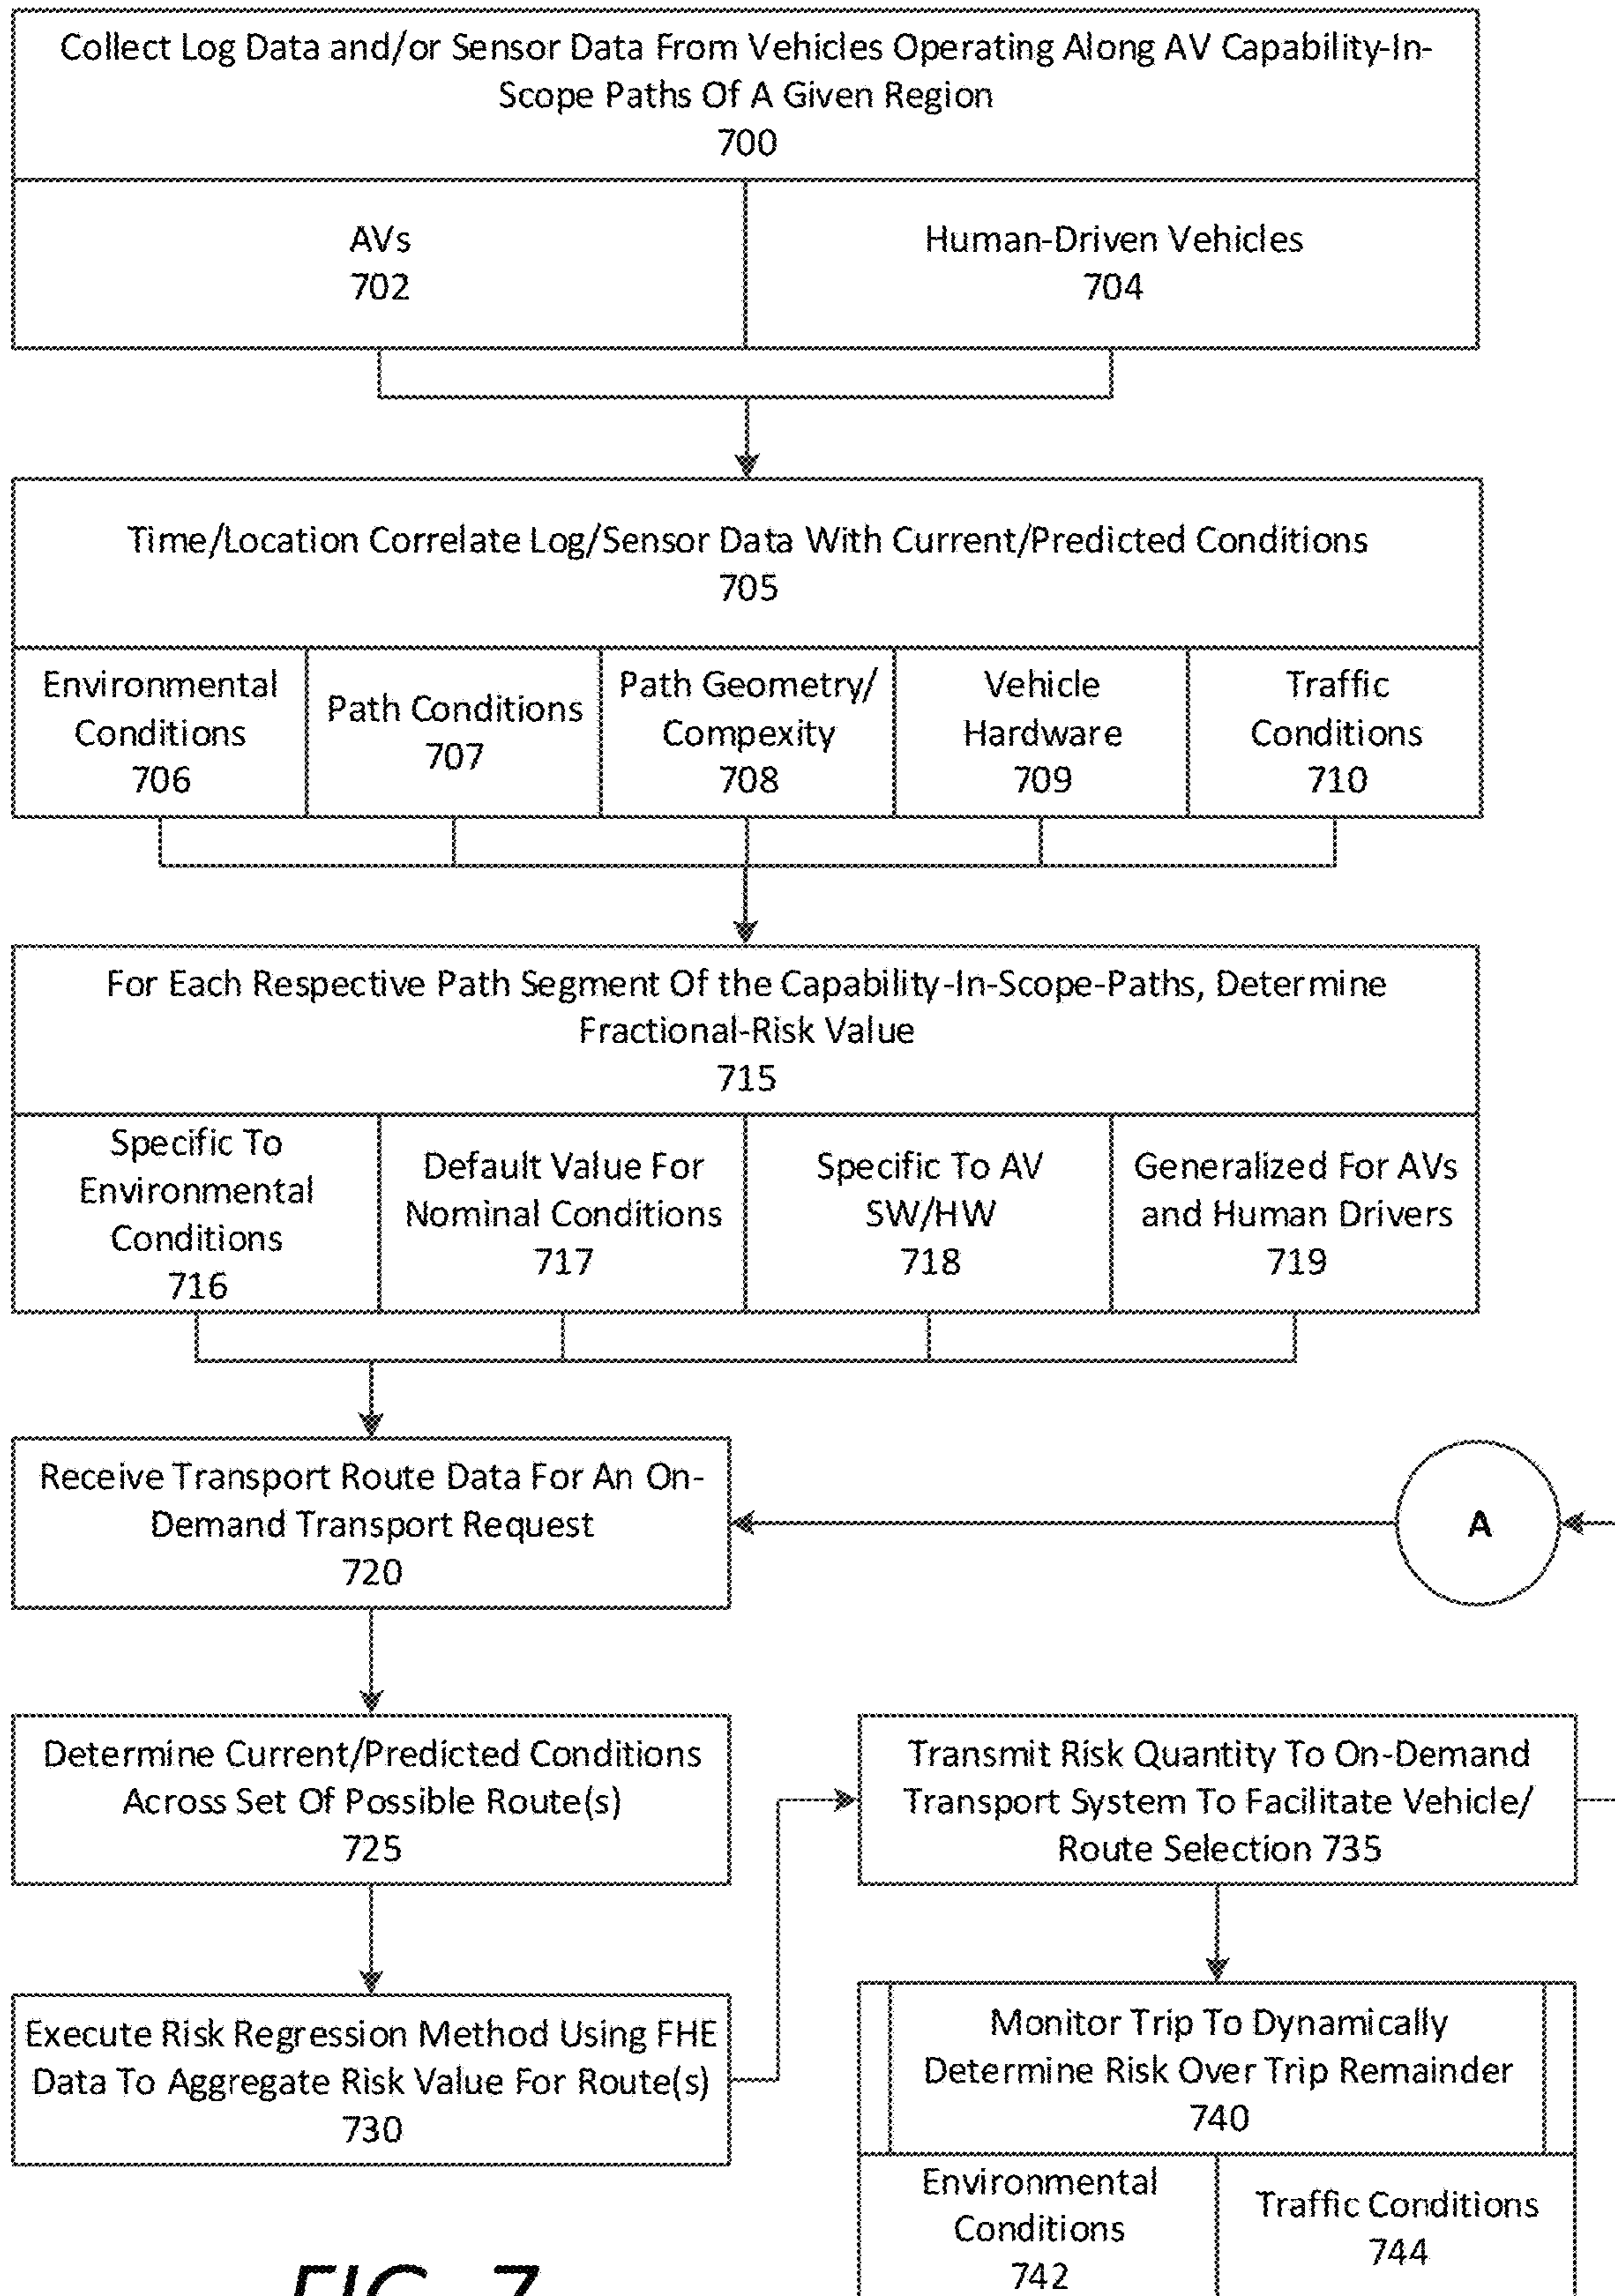 Collect Log Data and/or Sensor Data From Vehicles Operating Along AV Capability-In-
Scope Paths Of A Given Region
700
AVs
702
Human-Driven Vehicles
704
Time/Location Correlate Log/Sensor Data With Current/Predicted Conditions
705
Environmental
Conditions
706
Path Conditions
707
Path Geometry/
Compexity
708
Vehicle
Hardware
709
Traffic
Conditions
710
For Each Respective Path Segment Of the Capability-In-Scope-Paths, Determine
Fractional-Risk Value
715
Specific To
Environmental
Conditions
716
Default Value For
Nominal Conditions
717
Specific To AV
SW/HW
718
Generalized For AVs
and Human Drivers
719
Receive Transport Route Data For An On-
Demand Transport Request
720
A
Determine Current/Predicted Conditions
Across Set Of Possible Route(s)
725
Execute Risk Regression Method Using FHE
Data To Aggregate Risk Value For Route(s)
730
Transmit Risk Quantity To On-Demand
Transport System To Facilitate Vehicle/
Route Selection 735
Monitor Trip To Dynamically
Determine Risk Over Trip Remainder
740
Environmental
Conditions
742
Traffic Conditions
744
FIG. 7